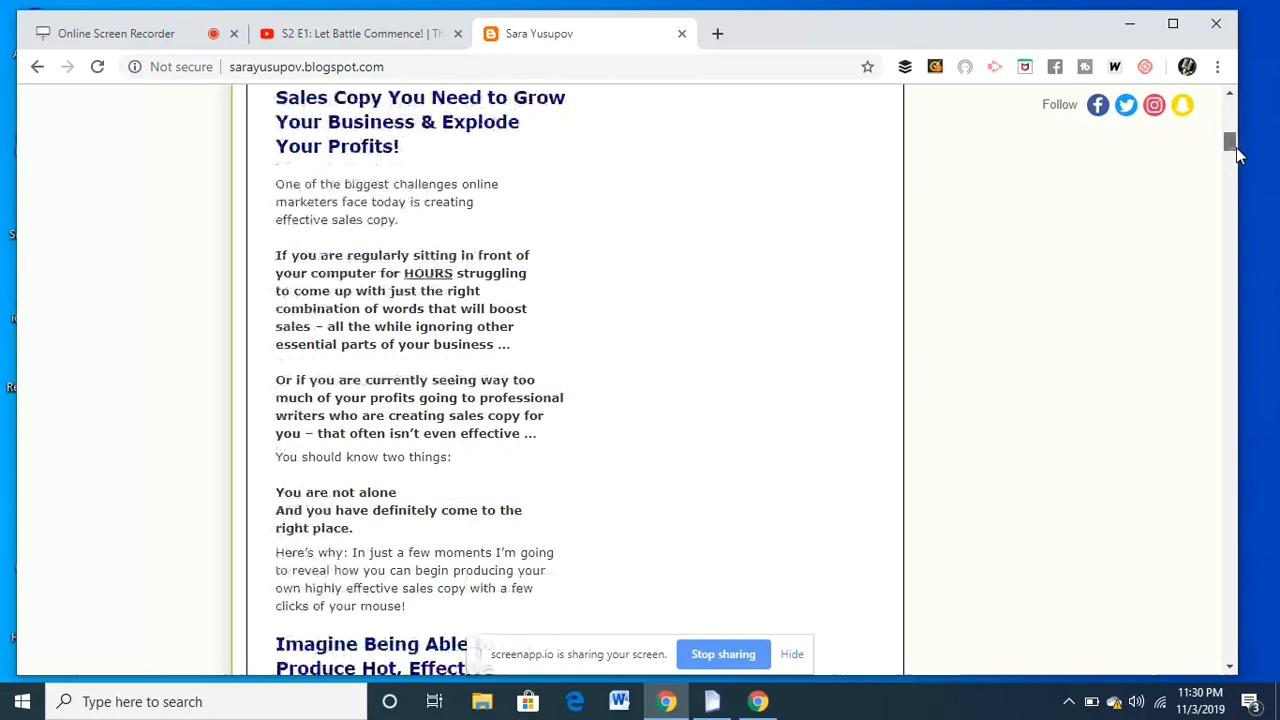 Online Screen Recorder
S2 E1: Let Battle Commence! | Th
Sara Yusupov
Not secure
sarayusupov.blogspot.com
Follow
Sales Copy You Need to Grow
Your Business & Explode
Your Profits!
One of the biggest challenges online
marketers face today is creating
effective sales copy.
If you are regularly sitting in front of
your computer for HOURS struggling
to come up with just the right
combination of words that will boost
sales – all the while ignoring other
essential parts of your business ...
Or if you are currently seeing way too
much of your profits going to professional
writers who are creating sales copy for
you – that often isn’t even effective ...
You should know two things:
You are not alone
And you have definitely come to the
right place.
Here’s why: In just a few moments I’m going
to reveal how you can begin producing your
own highly effective sales copy with a few
clicks of your mouse!
Imagine Being Able
Produce Hot,
screenapp.io is sharing your screen.
Stop sharing
Hide
Type here to search
11:30 PM
11/3/2019
3